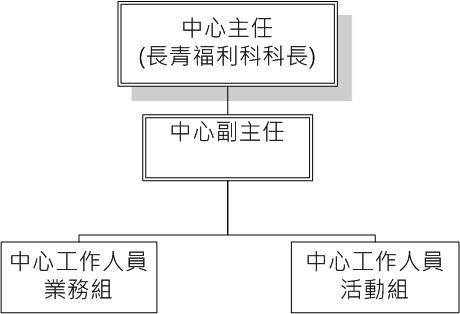 中心主任
(長青福利科科長)
中心副主任
中心工作人員
業務組
中心工作人員
活動組